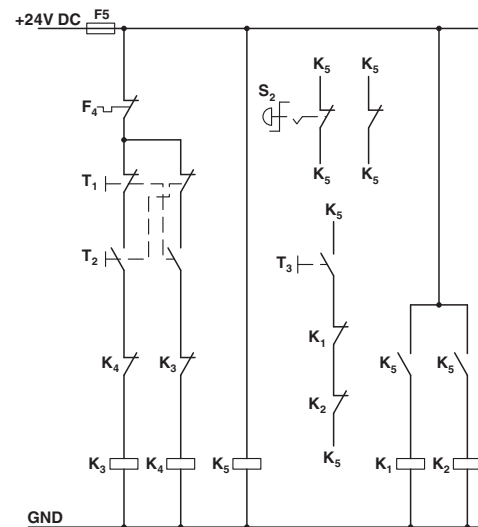 +24V DC F5
K5 K5
S2
F4
K5 K5
T1
K5
T2 T3
K1
K4 K3 K5 K5
K2
K5
K3 K4 K5 K1 K2
GND